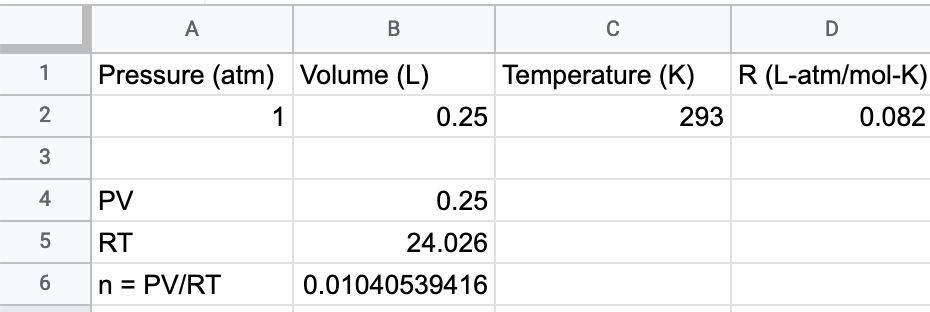 A B C D
1 Pressure (atm) Volume (L) Temperature (K) R (L-atm/mol-K)
2 1 0.25 293 0.082
3
4 PV 0.25
5 RT 24.026
6 n = PV/RT 0.01040539416